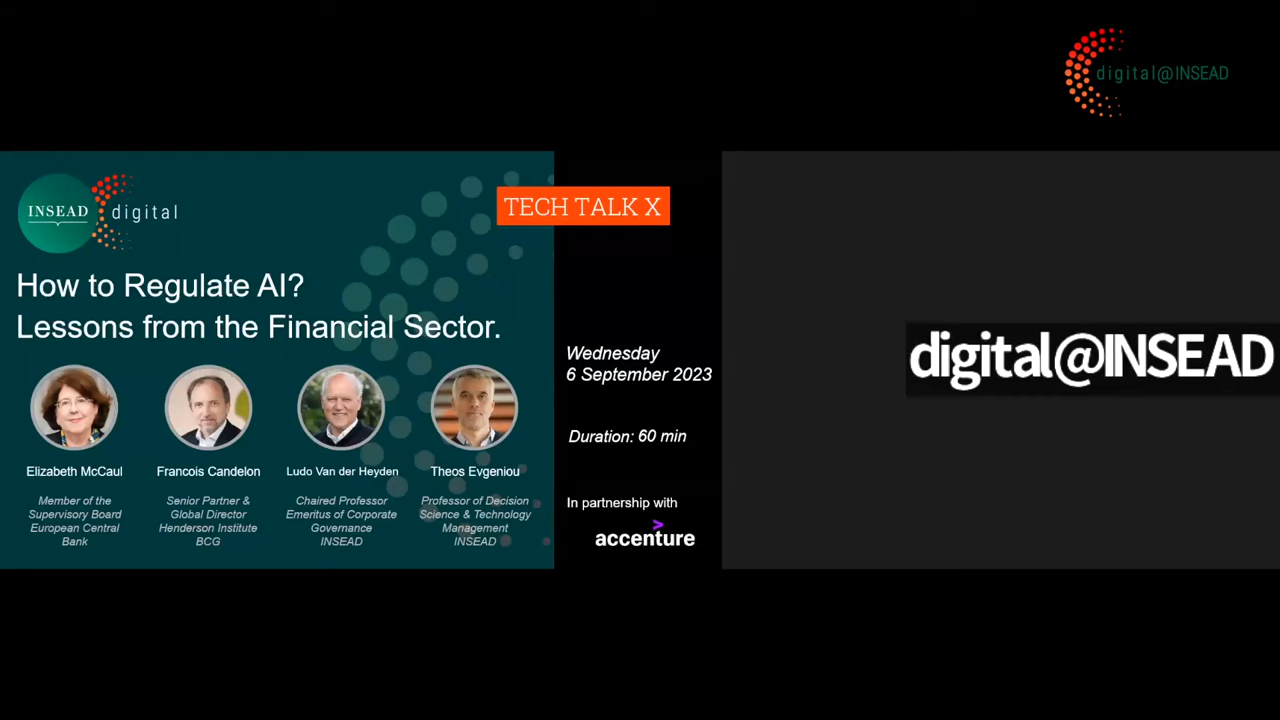 digital@INSEAD
INSEAD
digital
TECH TALK X
How to Regulate AI?
Lessons from the Financial Sector.
Elizabeth McCaul
Member of the
Supervisory Board
European Central
Bank
Francois Candelon
Senior Partner &
Global Director
Henderson Institute
BCG
Ludo Van der Heyden
Chaired Professor
Emeritus of Corporate
Governance
INSEAD
Theos Evgeniou
Professor of Decision
Science & Technology
Management
INSEAD
Wednesday
6 September 2023
Duration: 60 min
In partnership with
accenture
digital@INSEAD